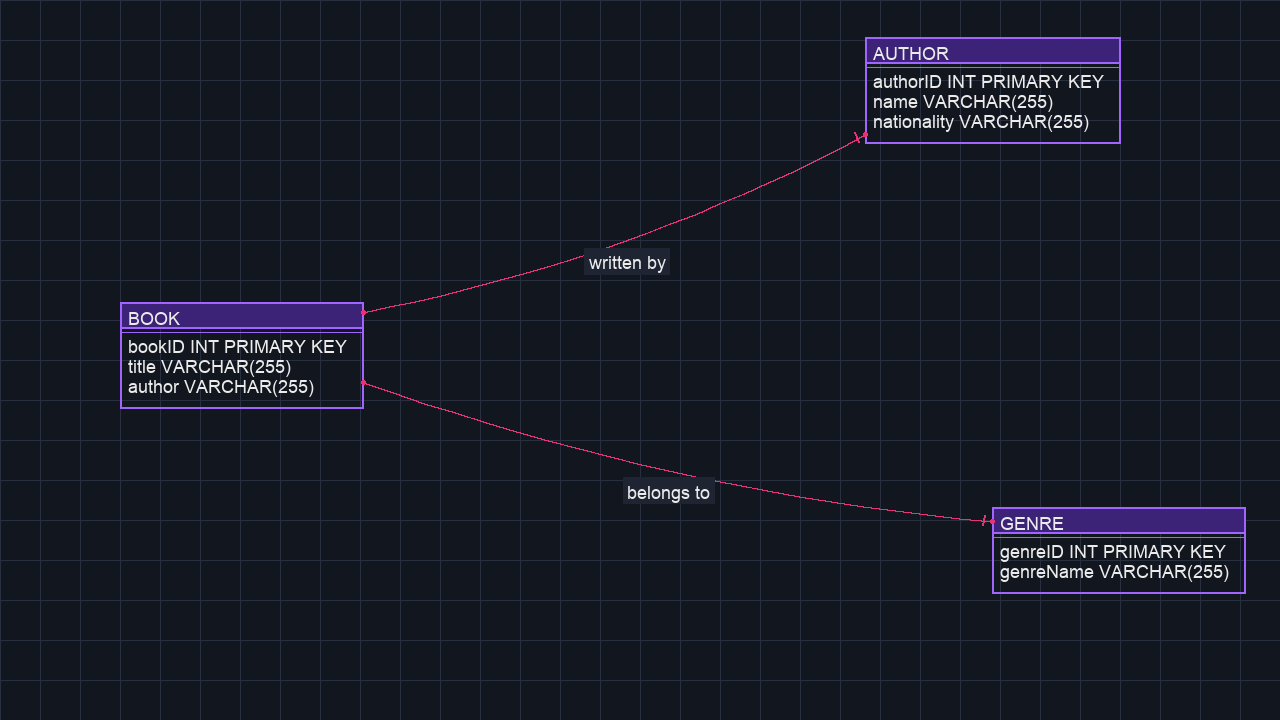 AUTHOR
authorID INT PRIMARY KEY
name VARCHAR(255)
nationality VARCHAR(255)
written by
BOOK
bookID INT PRIMARY KEY
title VARCHAR(255)
author VARCHAR(255)
belongs to
GENRE
genreID INT PRIMARY KEY
genreName VARCHAR(255)